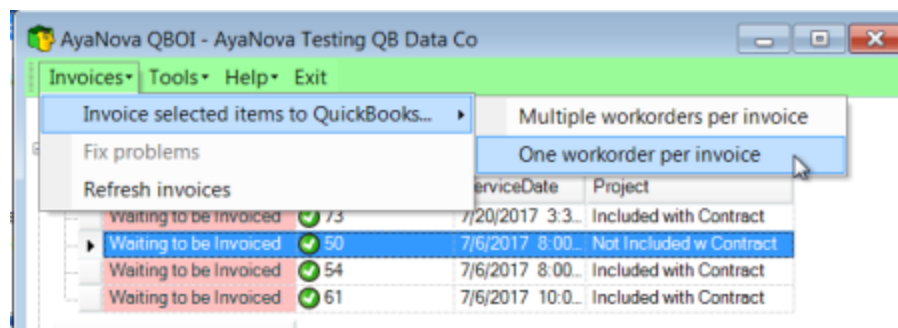 AyaNova QBOI - AyaNova Testing QB Data Co
Invoices Tools Help Exit
Invoice selected items to QuickBooks...
Multiple workorders per invoice
Fix problems
One workorder per invoice
Refresh invoices
erviceDate Project
Waiting to be Invoiced 73 7/20/2017 3:3... Included with Contract
Waiting to be Invoiced 50 7/6/2017 8:00... Not Included w Contract
Waiting to be Invoiced 54 7/6/2017 8:00... Included with Contract
Waiting to be Invoiced 61 7/6/2017 10:0... Included with Contract